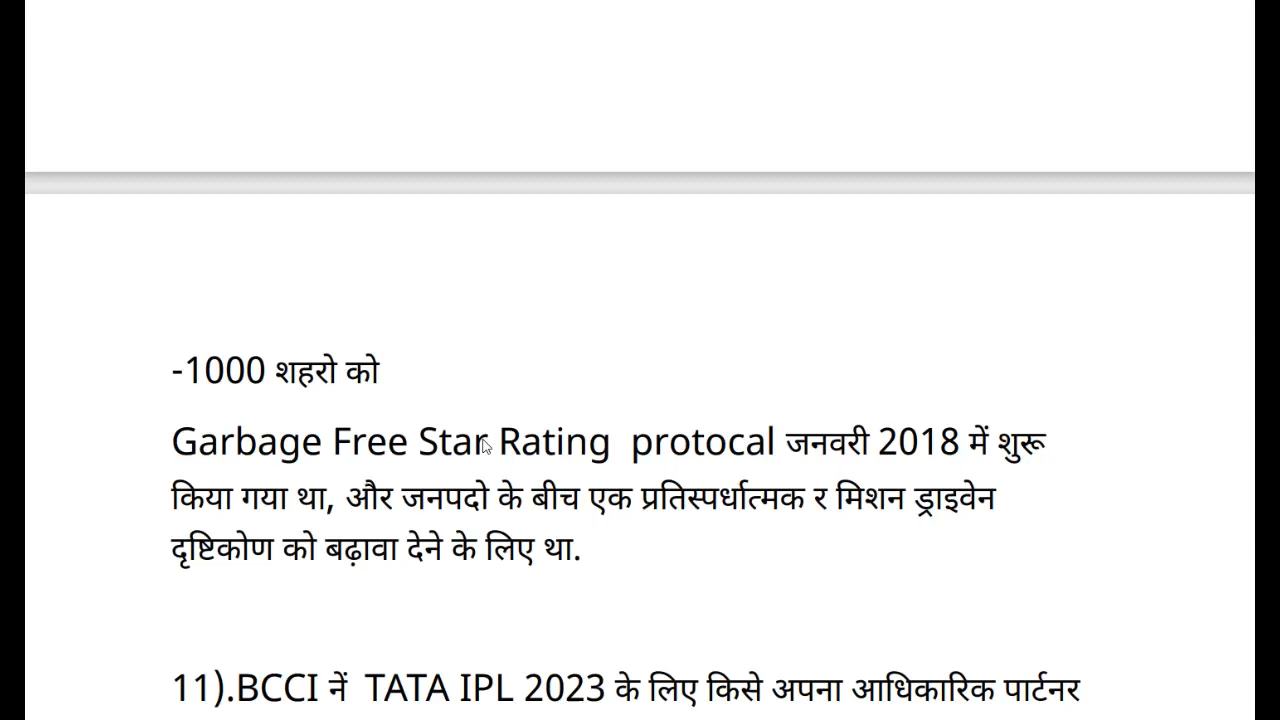 -1000 शहरो को
Garbage Free Star Rating  protocal जनवरी 2018 में शुरू
किया गया था, और जनपदो के बीच एक प्रतिस्पर्धात्मक र मिशन ड्राइवेन
दृष्टिकोण को बढ़ावा देने के लिए था.
11).BCCI नें  TATA IPL 2023 के लिए किसे अपना आधिकारिक पार्टनर